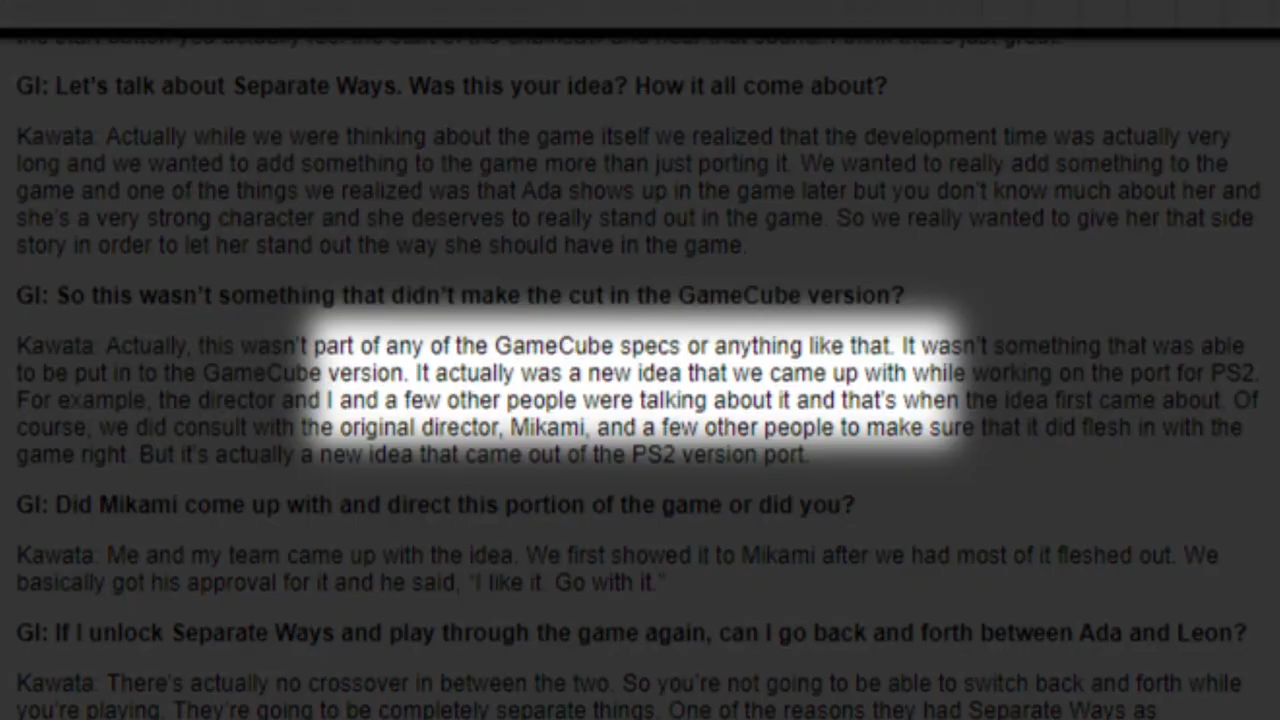 GI: Let's talk about Separate Ways. Was this your idea? How it all come about?
Kawata: Actually while we were thinking about the game itself we realized that the development time was actually very
long and we wanted to add something to the game more than just porting it. We wanted to really add something to the
game and one of the things we realized was that Ada shows up in the game later but you don't know much about her and
she's a very strong character and she deserves to really stand out in the game. So we really wanted to give her that side
story in order to let her stand out the way she should have in the game.
GI: So this wasn't something that didn't make the cut in the GameCube version?
Kawata: Actually, this wasn't part of any of the GameCube specs or anything like that. It wasn't something that was able
to be put in to the GameCube version. It actually was a new idea that we came up with while working on the port for PS2.
For example, the director and I and a few other people were talking about it and that's when the idea first came about. Of
course, we did consult with the original director, Mikami, and a few other people to make sure that it did flesh in with the
game right. But it's actually a new idea that came out of the PS2 version port.
GI: Did Mikami come up with and direct this portion of the game or did you?
Kawata: Me and my team came up with the idea. We first showed it to Mikami after we had most of it fleshed out. We
basically got his approval for it and he said, "I like it. Go with it."
GI: If I unlock Separate Ways and play through the game again, can I go back and forth between Ada and Leon?
Kawata: There's actually no crossover in between the two. So you're not going to be able to switch back and forth while
you're playing. They're going to be completely separate things. One of the reasons they had Separate Ways as